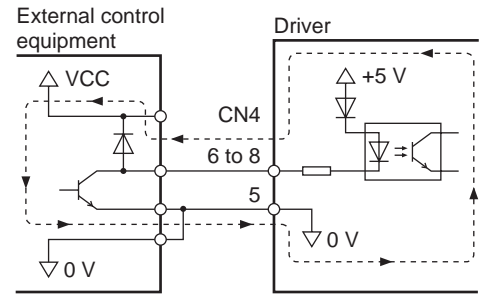 External control
equipment
Driver
VCC
+5 V
CN4
6 to 8
5
0 V
0 V